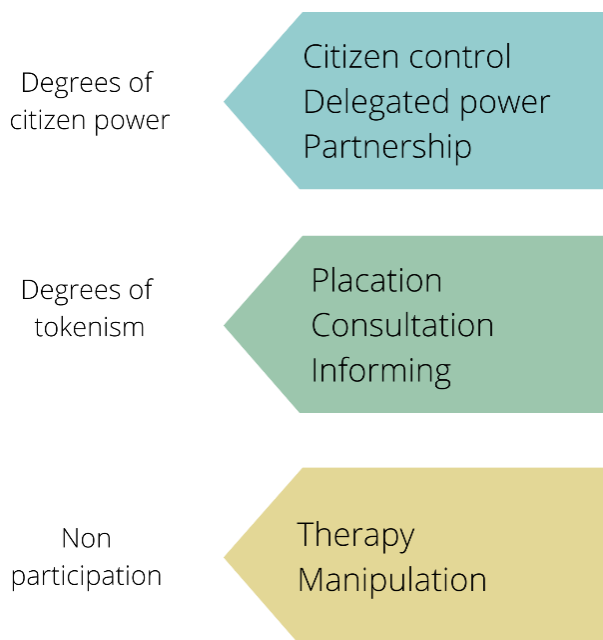 Degrees of
citizen power
Citizen control
Delegated power
Partnership
Degrees of
tokenism
Placation
Consultation
Informing
Non
participation
Therapy
Manipulation